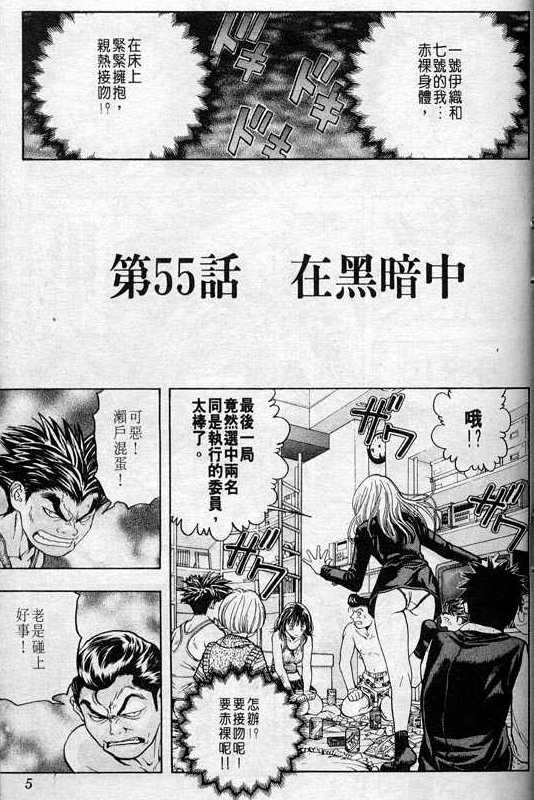 一號伊織和
七號的我…
赤裸身體，
ドキ
ドキ
ドキ
在床上
緊緊擁抱，
親熱接吻!?
第55話　在黑暗中
哦!?
ザワ
ザワ
ザワ
最後一局
竟然選中兩名
同是執行的委員，
太棒了。
怎辦!?
要接吻呢！
要赤裸呢!!
可惡！
瀨戶混蛋！
老是碰上
好事！
5